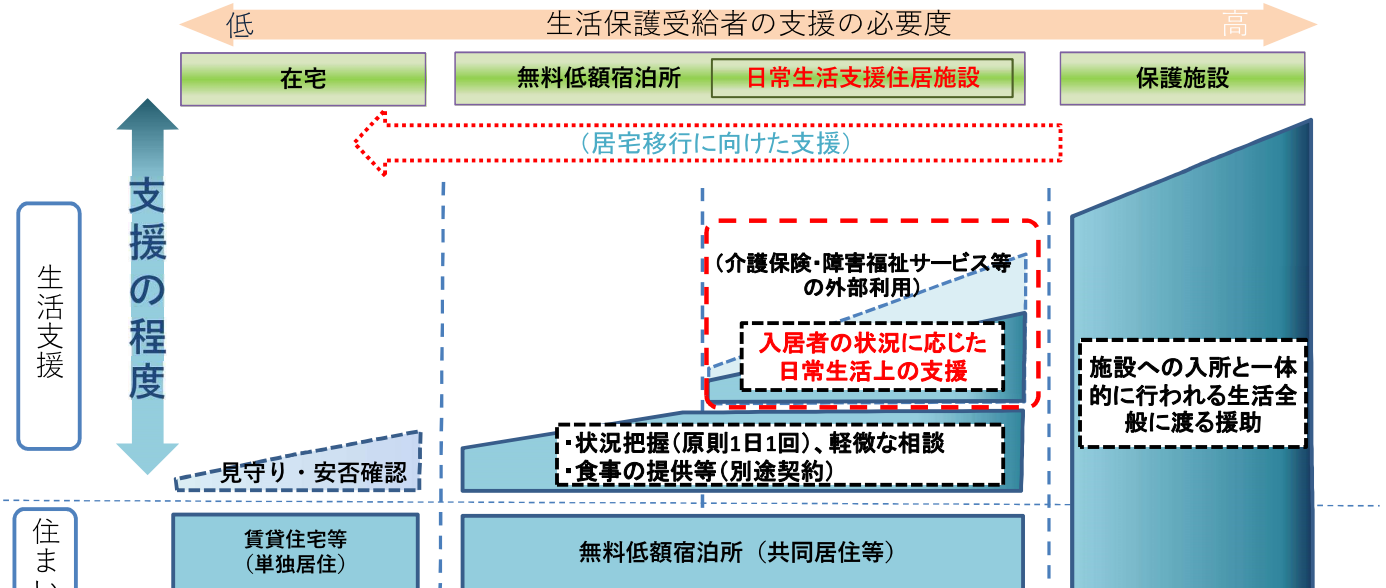 低 生活保護受給者の支援の必要度 高
在宅
無料低額宿泊所 日常生活支援住居施設
保護施設
(居宅移行に向けた支援)
支援の程度
生活支援
(介護保険・障害福祉サービス等
の外部利用)
入居者の状況に応じた
日常生活上の支援
施設への入所と一体
的に行われる生活全
般に渡る援助
・状況把握(原則1日1回)、軽微な相談
・食事の提供等(別途契約)
見守り・安否確認
住まい
賃貸住宅等
(単独居住)
無料低額宿泊所(共同居住等)